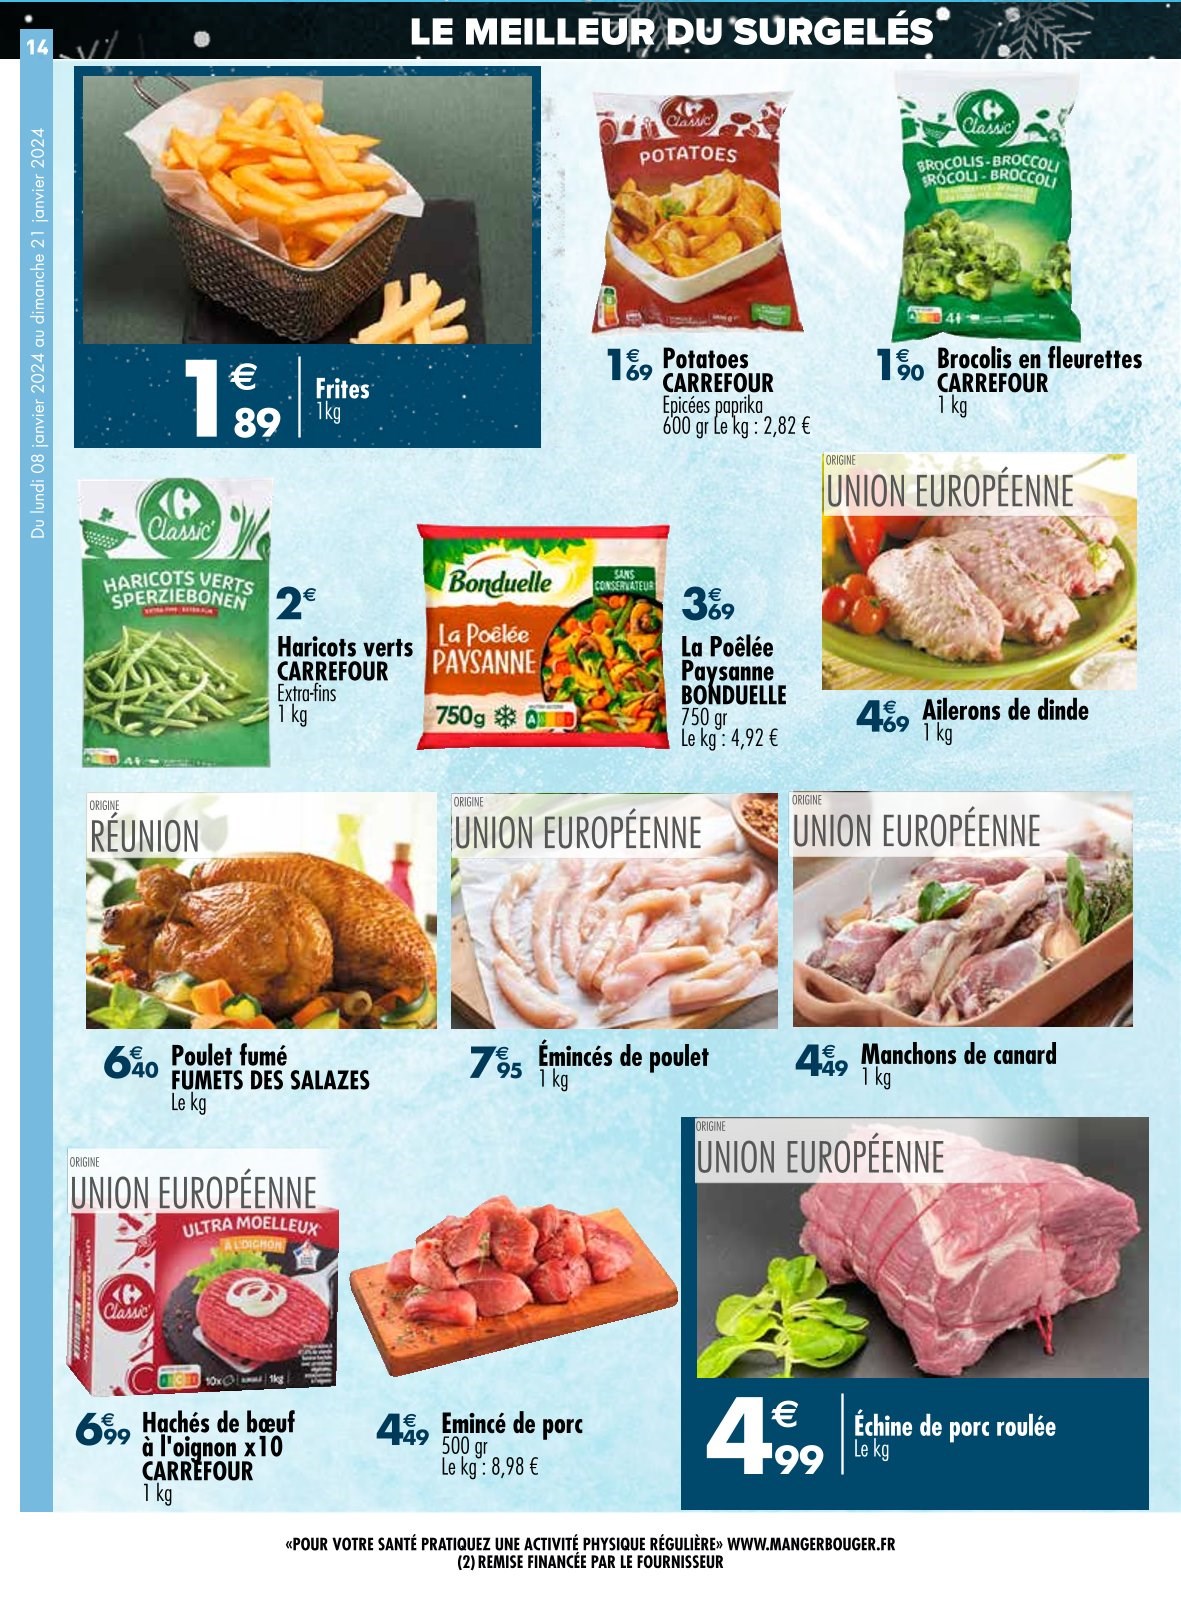 LE MEILLEUR DU SURGELÉS
14
Du lundi 08 janvier 2024 au dimanche 21 janvier 2024
1€89
Frites
1kg
Classic'
POTATOES
1€69
Potatoes
CARREFOUR
Epicées paprika
600 gr Le kg : 2,82 €
Classic'
BROCOLIS - BROCCOLI
BRÓCOLI - BROCCOLI
1€90
Brocolis en fleurettes
CARREFOUR
1 kg
Classic'
HARICOTS VERTS
SPERZIEBONEN
2€
Haricots verts
CARREFOUR
Extra-fins
1 kg
Bonduelle
SANS
CONSERVATEUR
La Poêlée
PAYSANNE
750g
3€69
La Poêlée
Paysanne
BONDUELLE
750 gr
Le kg : 4,92 €
ORIGINE
UNION EUROPÉENNE
4€69
Ailerons de dinde
1 kg
ORIGINE
RÉUNION
6€40
Poulet fumé
FUMETS DES SALAZES
Le kg
ORIGINE
UNION EUROPÉENNE
7€95
Émincés de poulet
1 kg
ORIGINE
UNION EUROPÉENNE
4€49
Manchons de canard
1 kg
ORIGINE
UNION EUROPÉENNE
ULTRA MOELLEUX
À L'OIGNON
Classic'
10x
1kg
6€99
Hachés de bœuf
à l'oignon x10
CARREFOUR
1 kg
4€49
Emincé de porc
500 gr
Le kg : 8,98 €
ORIGINE
UNION EUROPÉENNE
4€99
Échine de porc roulée
Le kg
«POUR VOTRE SANTÉ PRATIQUEZ UNE ACTIVITÉ PHYSIQUE RÉGULIÈRE» WWW.MANGERBOUGER.FR
(2) REMISE FINANCÉE PAR LE FOURNISSEUR